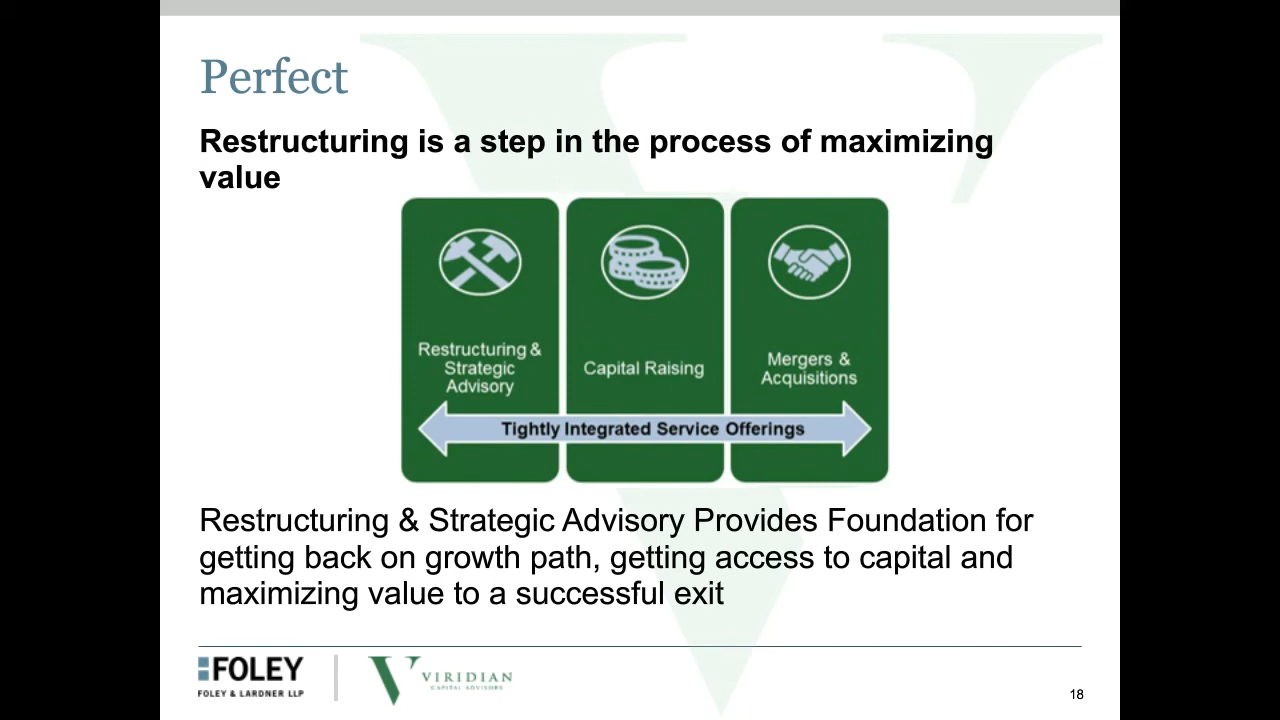 Perfect
Restructuring is a step in the process of maximizing
value
Restructuring &
Strategic
Advisory
Capital Raising
Mergers &
Acquisitions
Tightly Integrated Service Offerings
Restructuring & Strategic Advisory Provides Foundation for
getting back on growth path, getting access to capital and
maximizing value to a successful exit
FOLEY
FOLEY & LARDNER LLP
VIRIDIAN
CAPITAL ADVISORS
18